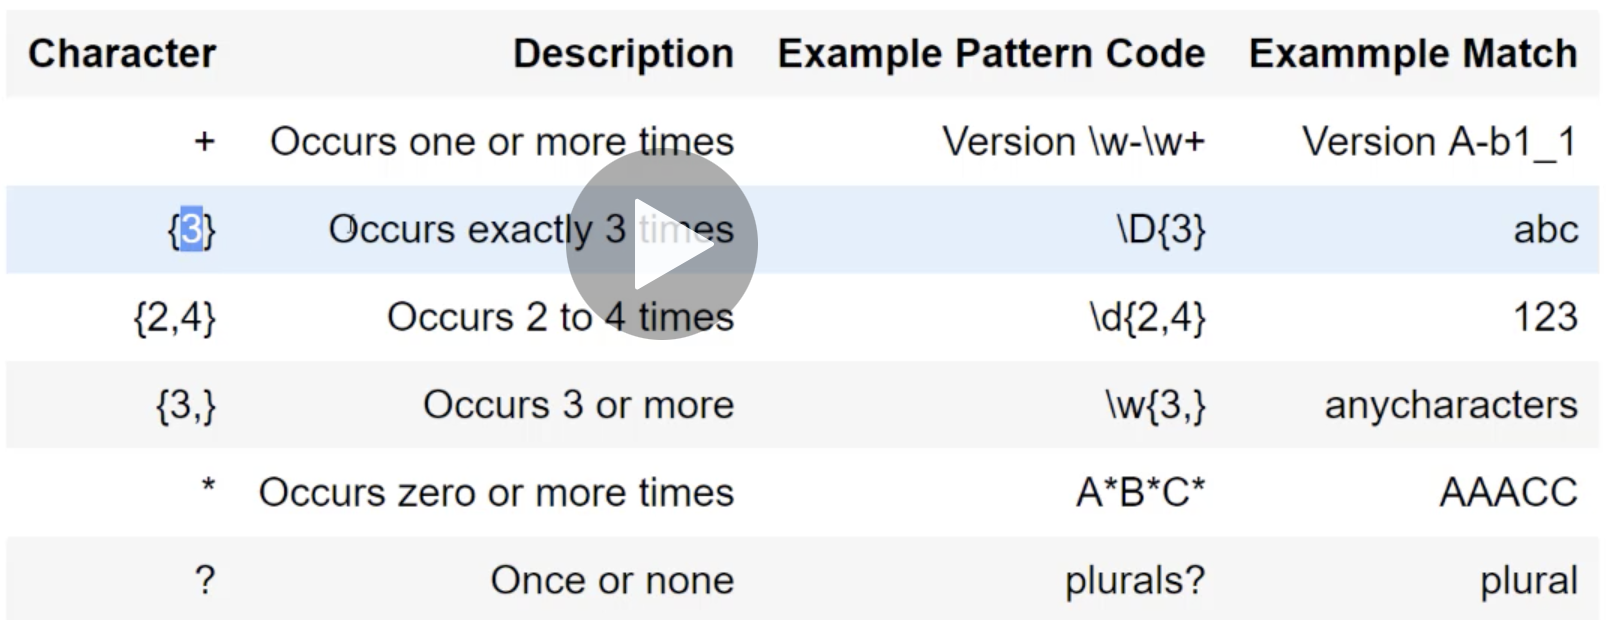 Character Description Example Pattern Code Exammple Match
+ Occurs one or more times Version \w-\w+ Version A-b1_1
{3} Occurs exactly 3 times \D{3} abc
{2,4} Occurs 2 to 4 times \d{2,4} 123
{3,} Occurs 3 or more \w{3,} anycharacters
* Occurs zero or more times A*B*C* AAACC
? Once or none plurals? plural